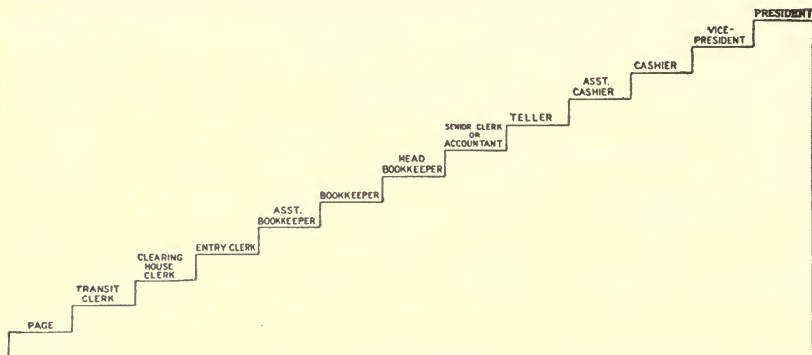 PRESIDENT
VICE-
PRESIDENT
CASHIER
ASST.
CASHIER
TELLER
SENIOR CLERK
OR
ACCOUNTANT
HEAD
BOOKKEEPER
BOOKKEEPER
ASST.
BOOKKEEPER
ENTRY CLERK
CLEARING
HOUSE
CLERK
TRANSIT
CLERK
PAGE